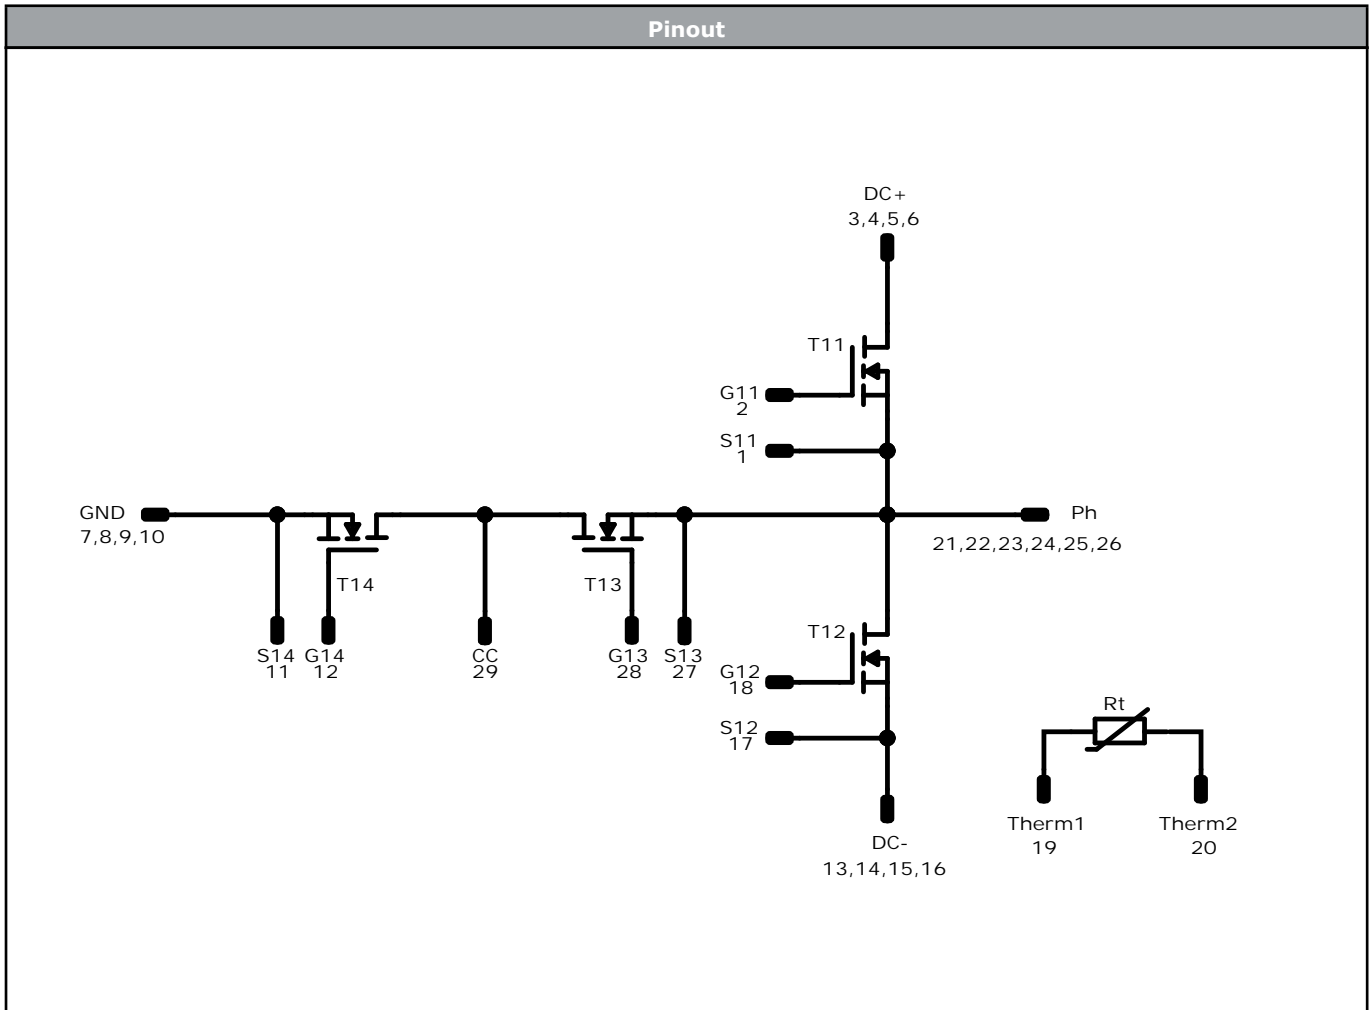 Pinout
DC+
3,4,5,6
T11
G11
2
S11
1
GND
7,8,9,10
Ph
21,22,23,24,25,26
T14
T13
S14
11
G14
12
CC
29
G13
28
S13
27
T12
G12
18
S12
17
DC-
13,14,15,16
Rt
Therm1
19
Therm2
20